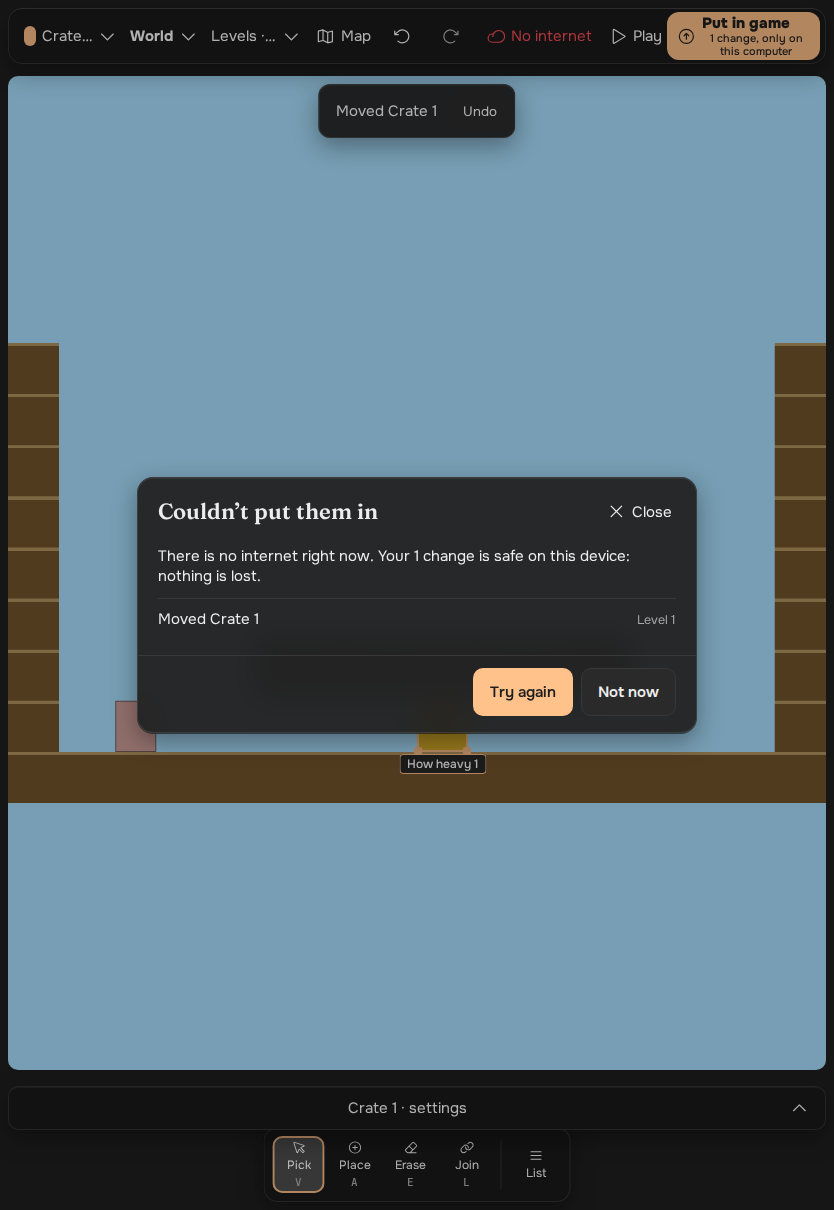 Crate...
World
Levels ·...
Map
No internet
Play
Put in game
1 change, only on
this computer
Moved Crate 1
Undo
Couldn’t put them in
Close
There is no internet right now. Your 1 change is safe on this device:
nothing is lost.
Moved Crate 1
Level 1
Try again
Not now
How heavy 1
Crate 1 · settings
Pick
Place
Erase
Join
List
V
A
E
L